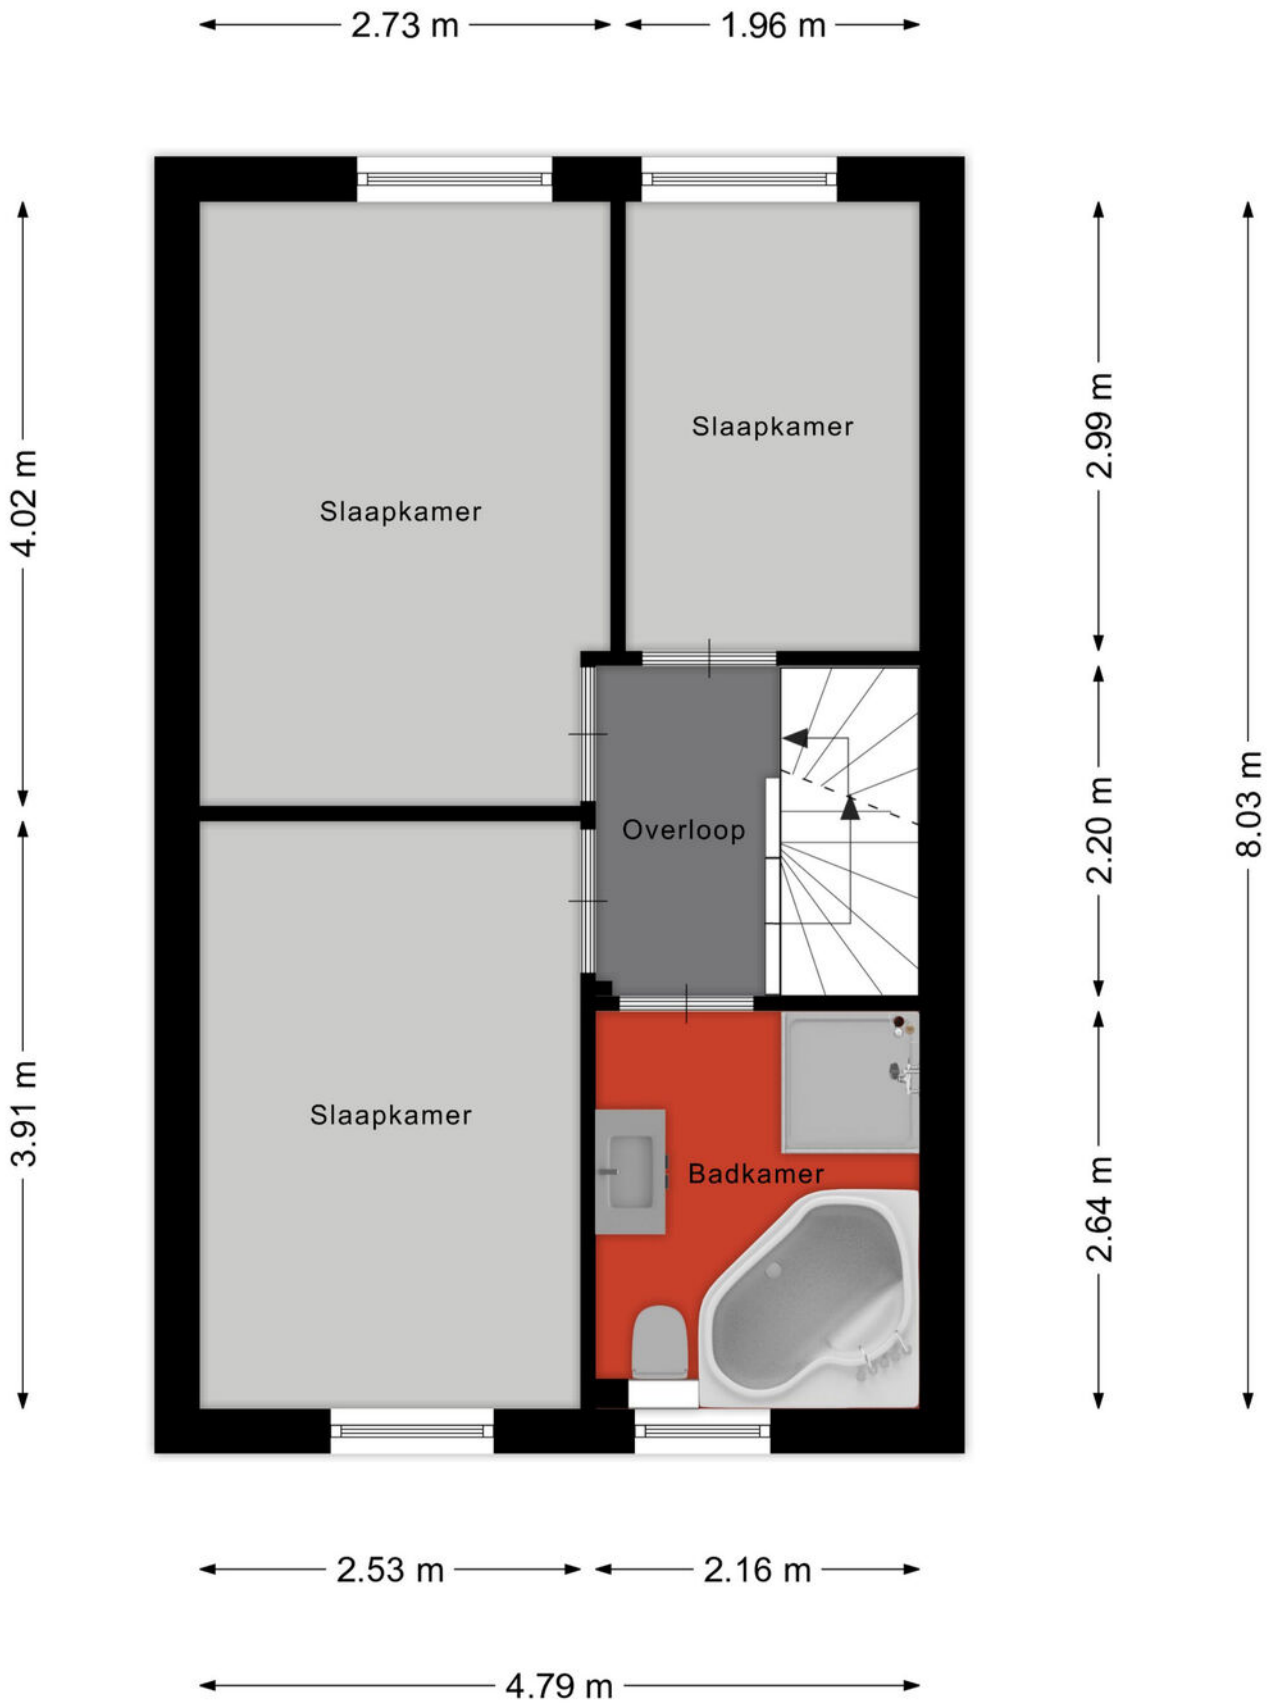 2.73 m
1.96 m
4.02 m
2.99 m
Slaapkamer
Slaapkamer
2.20 m
8.03 m
Overloop
3.91 m
Slaapkamer
Badkamer
2.64 m
2.53 m
2.16 m
4.79 m